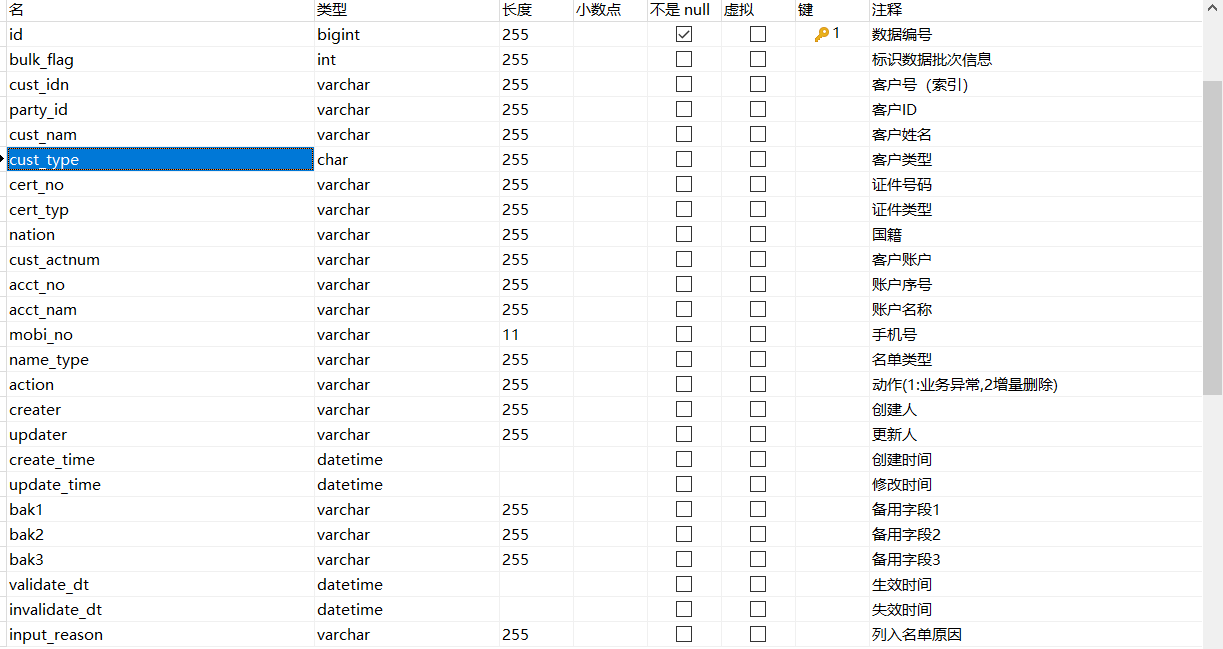 名 类型 长度 小数点 不是 null 虚拟 键 注释
id bigint 255 1 数据编号
bulk_flag int 255 标识数据批次信息
cust_idn varchar 255 客户号（索引）
party_id varchar 255 客户ID
cust_nam varchar 255 客户姓名
cust_type char 255 客户类型
cert_no varchar 255 证件号码
cert_typ varchar 255 证件类型
nation varchar 255 国籍
cust_actnum varchar 255 客户账户
acct_no varchar 255 账户序号
acct_nam varchar 255 账户名称
mobi_no varchar 11 手机号
name_type varchar 255 名单类型
action varchar 255 动作(1:业务异常,2增量删除)
creater varchar 255 创建人
updater varchar 255 更新人
create_time datetime 创建时间
update_time datetime 修改时间
bak1 varchar 255 备用字段1
bak2 varchar 255 备用字段2
bak3 varchar 255 备用字段3
validate_dt datetime 生效时间
invalidate_dt datetime 失效时间
input_reason varchar 255 列入名单原因